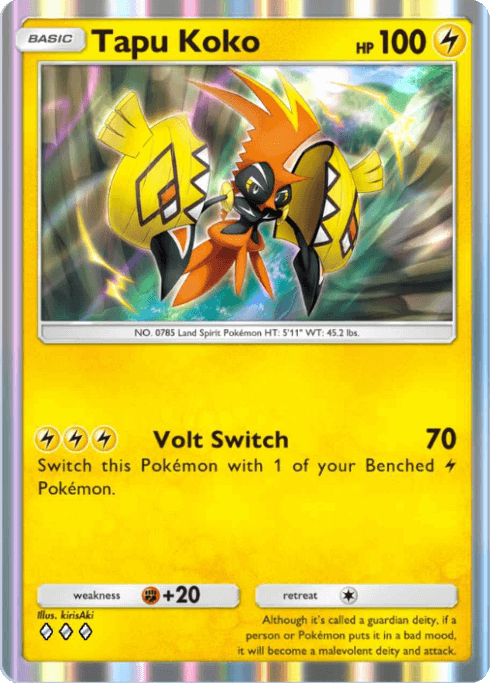 BASIC
Tapu Koko
HP 100
NO. 0785 Land Spirit Pokémon HT: 5'11" WT: 45.2 lbs.
Volt Switch 70
Switch this Pokémon with 1 of your Benched
Pokémon.
weakness +20
retreat
Illus. kirisAki
Although it's called a guardian deity, if a
person or Pokémon puts it in a bad mood,
it will become a malevolent deity and attack.